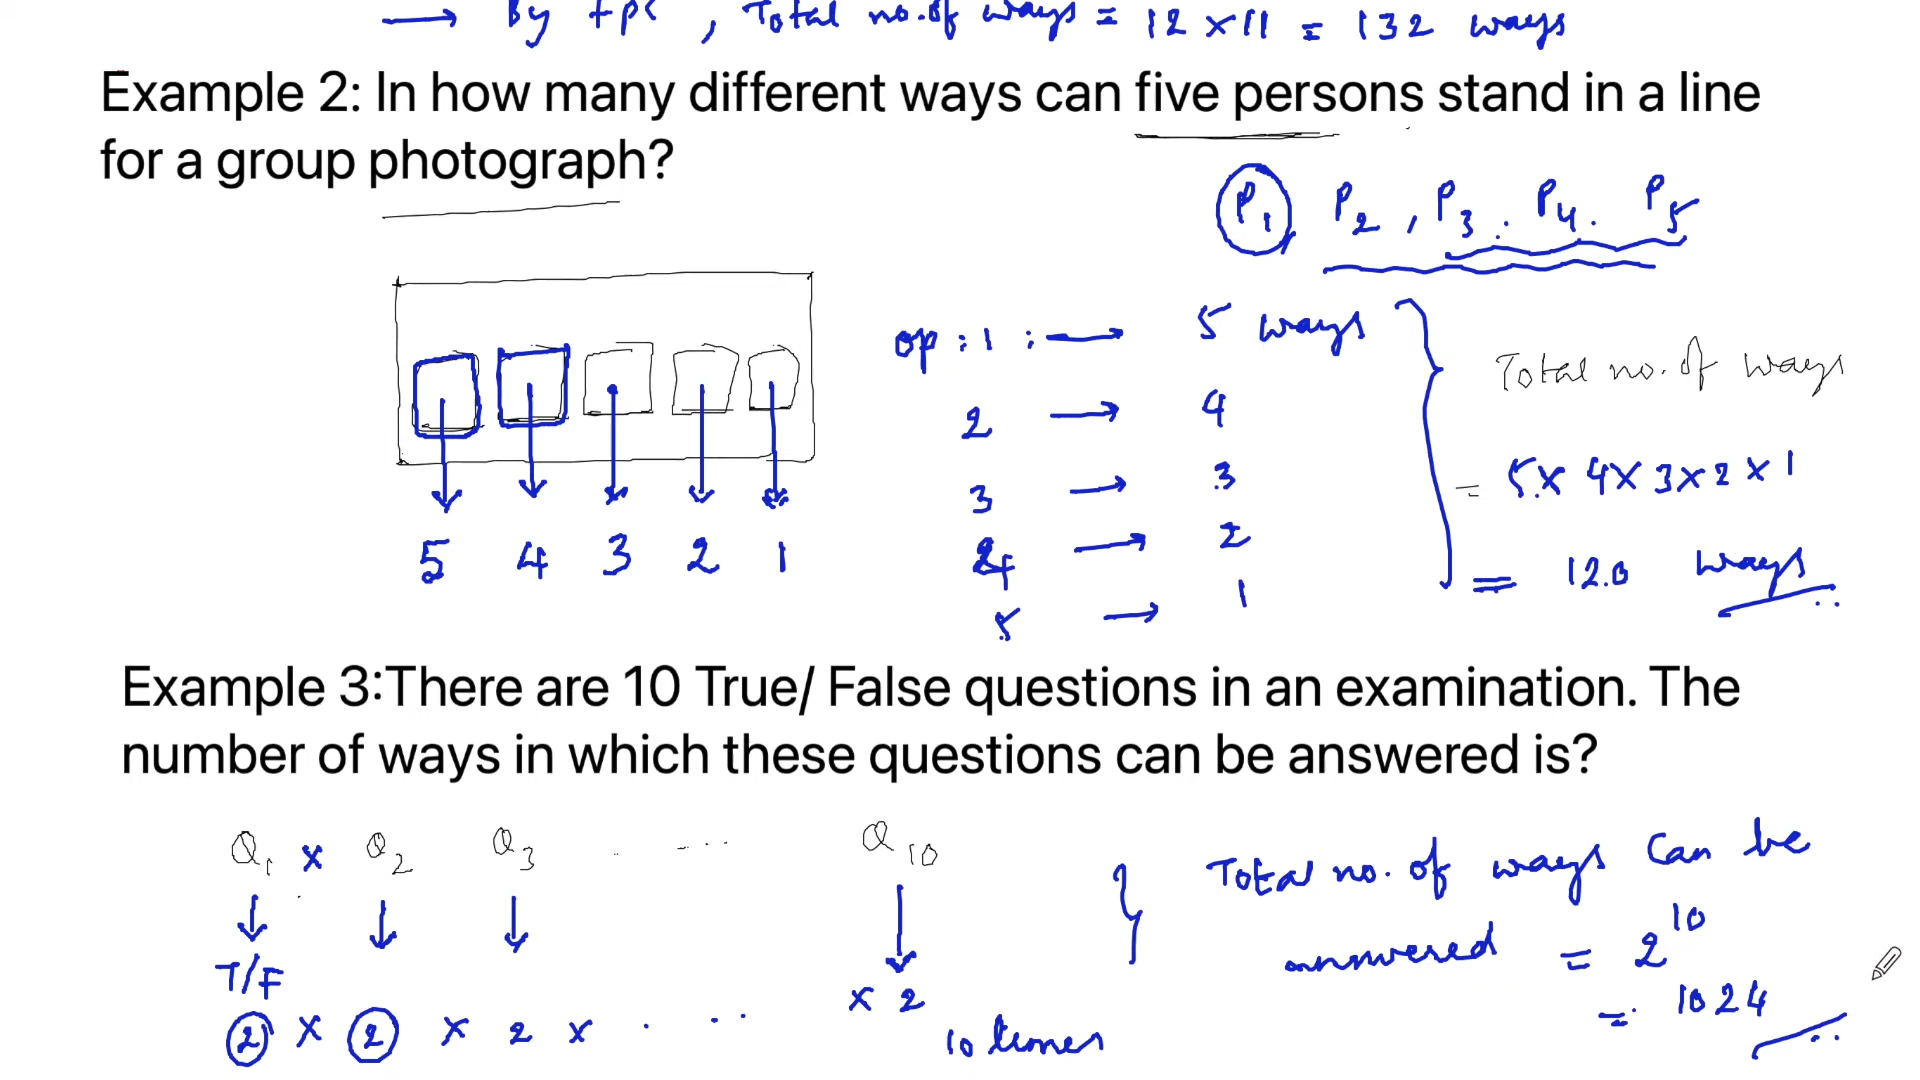 → By fpc , Total no. of ways = 12 × 11 = 132 ways
Example 2: In how many different ways can five persons stand in a line
for a group photograph?
P1, P2, P3. P4. P5
op:1 : → 5 ways
2 → 4
3 → 3
4 → 2
5 → 1
5 4 3 2 1
Total no. of ways
= 5 × 4 × 3 × 2 × 1
= 120 ways
Example 3:There are 10 True/ False questions in an examination. The
number of ways in which these questions can be answered is?
Q1 × Q2 Q3 ..... Q10
T/F
2 × 2 × 2 × ... × 2
10 times
Total no. of ways can be
answered = 2^10
= 1024